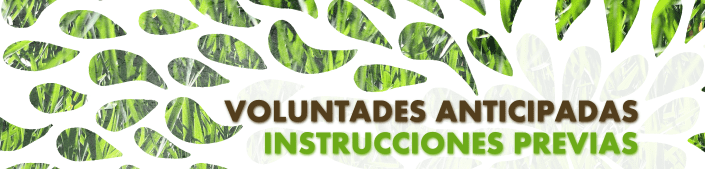 VOLUNTADES ANTICIPADAS
INSTRUCCIONES PREVIAS